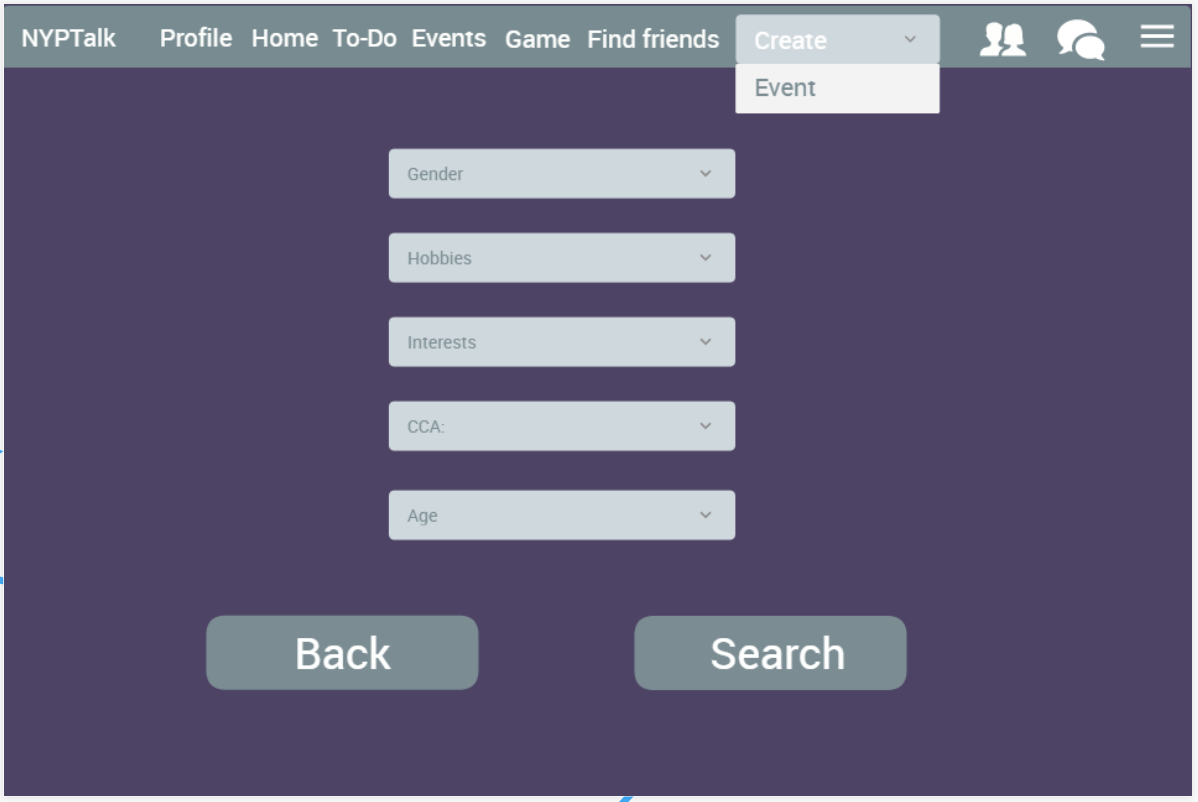 NYPTalk Profile Home To-Do Events Game Find friends Create
Event
Gender
Hobbies
Interests
CCA:
Age
Back Search